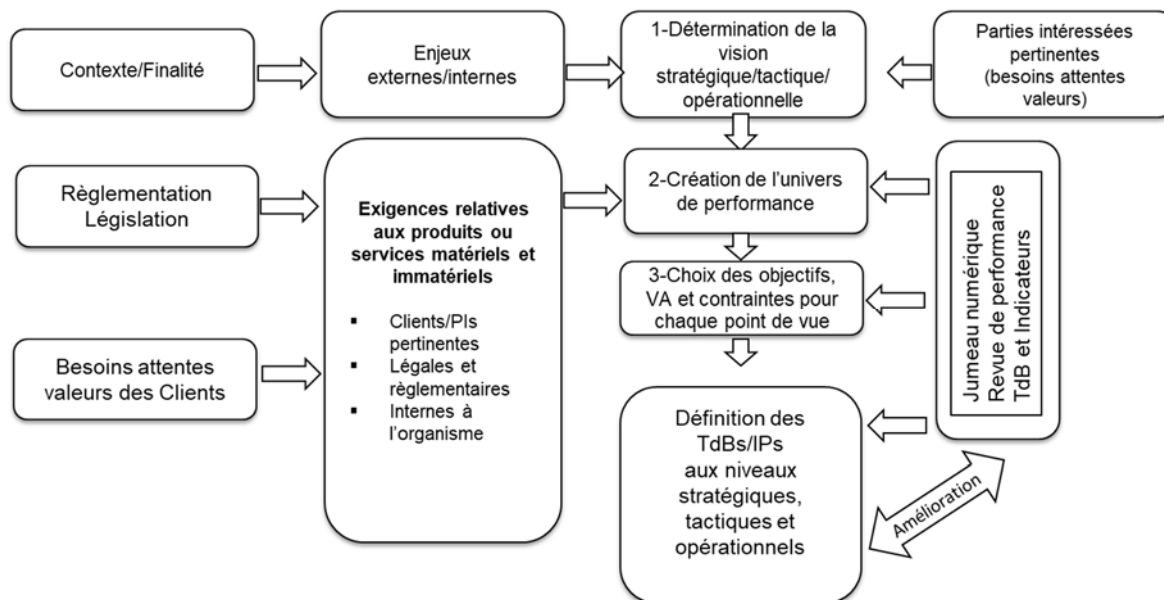 Contexte/Finalité
Enjeux
externes/internes
1-Détermination de la
vision
stratégique/tactique/
opérationnelle
Parties intéressées
pertinentes
(besoins attentes
valeurs)
Règlementation
Législation
Besoins attentes
valeurs des Clients
Exigences relatives
aux produits ou
services matériels et
immatériels
▪ Clients/PIs
pertinentes
▪ Légales et
règlementaires
▪ Internes à
l'organisme
2-Création de l'univers
de performance
3-Choix des objectifs,
VA et contraintes pour
chaque point de vue
Définition des
TdBs/IPs
aux niveaux
stratégiques,
tactiques et
opérationnels
Jumeau numérique
Revue de performance
TdB et Indicateurs
Amélioration